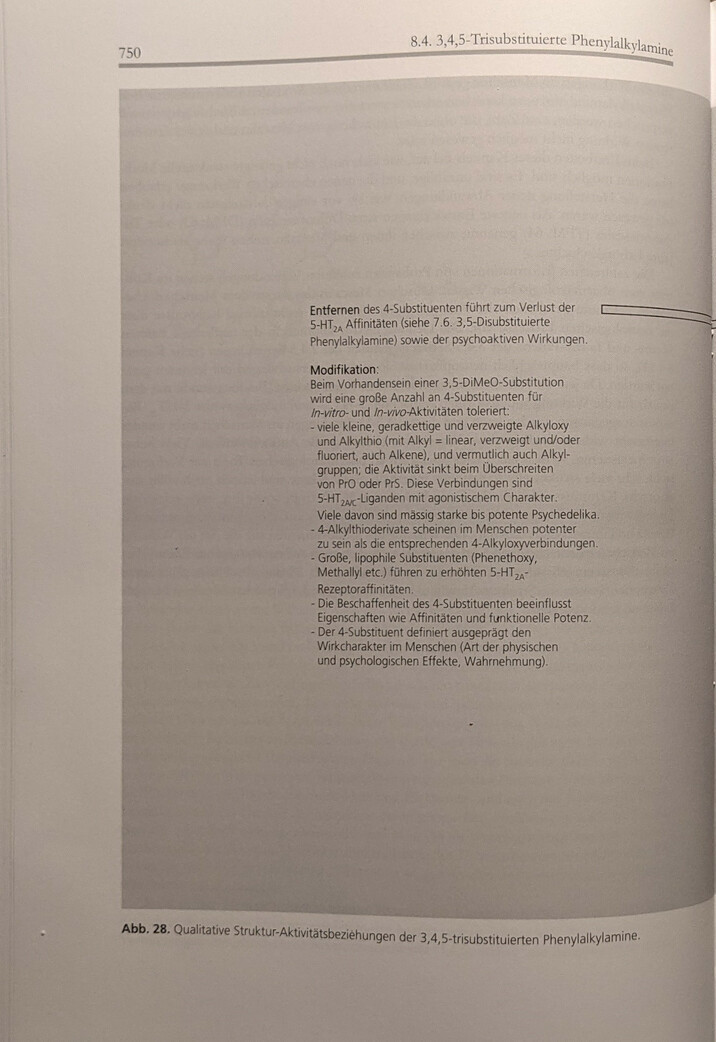 750
8.4. 3,4,5-Trisubstituierte Phenylalkylamine
Entfernen des 4-Substituenten führt zum Verlust der
5-HT2A Affinitäten (siehe 7.6. 3,5-Disubstituierte
Phenylalkylamine) sowie der psychoaktiven Wirkungen.
Modifikation:
Beim Vorhandensein einer 3,5-DiMeO-Substitution
wird eine große Anzahl an 4-Substituenten für
In-vitro- und In-vivo-Aktivitäten toleriert:
- viele kleine, geradkettige und verzweigte Alkyloxy
und Alkylthio (mit Alkyl = linear, verzweigt und/oder
fluoriert, auch Alkene), und vermutlich auch Alkyl-
gruppen; die Aktivität sinkt beim Überschreiten
von PrO oder PrS. Diese Verbindungen sind
5-HT2A/C-Liganden mit agonistischem Charakter.
Viele davon sind mässig starke bis potente Psychedelika.
- 4-Alkylthioderivate scheinen im Menschen potenter
zu sein als die entsprechenden 4-Alkyloxyverbindungen.
- Große, lipophile Substituenten (Phenethoxy,
Methallyl etc.) führen zu erhöhten 5-HT2A-
Rezeptoraffinitäten.
- Die Beschaffenheit des 4-Substituenten beeinflusst
Eigenschaften wie Affinitäten und funktionelle Potenz.
- Der 4-Substituent definiert ausgeprägt den
Wirkcharakter im Menschen (Art der physischen
und psychologischen Effekte, Wahrnehmung).
Abb. 28. Qualitative Struktur-Aktivitätsbeziehungen der 3,4,5-trisubstituierten Phenylalkylamine.